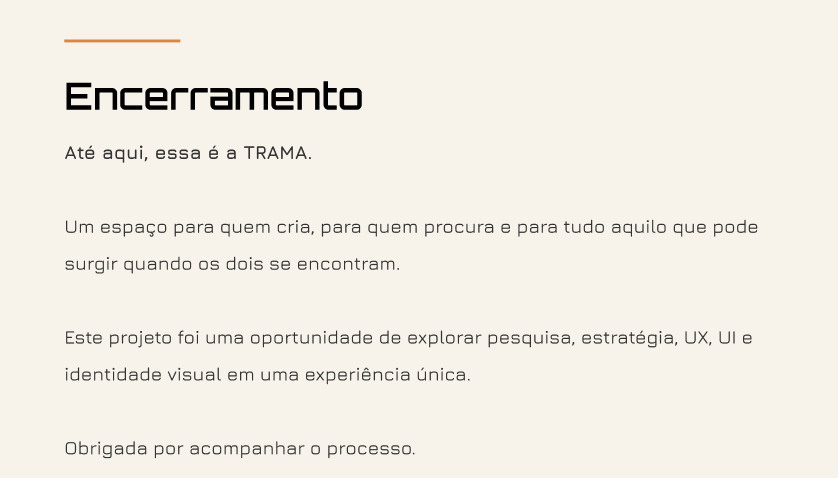 Encerramento
Até aqui, essa é a TRAMA.
Um espaço para quem cria, para quem procura e para tudo aquilo que pode
surgir quando os dois se encontram.
Este projeto foi uma oportunidade de explorar pesquisa, estratégia, UX, UI e
identidade visual em uma experiência única.
Obrigada por acompanhar o processo.